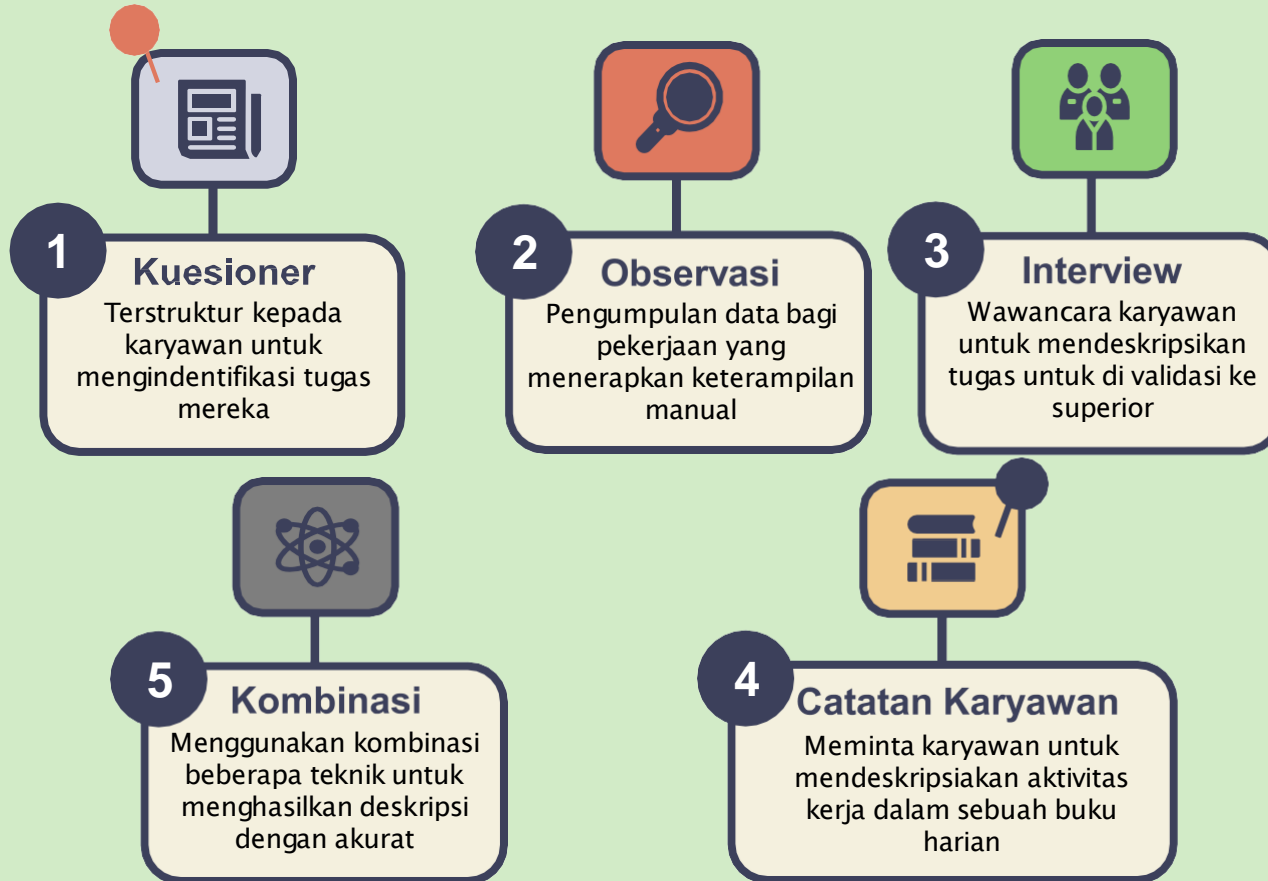 1
Kuesioner
Terstruktur kepada
karyawan untuk
mengindentifikasi tugas
mereka
2
Observasi
Pengumpulan data bagi
pekerjaan yang
menerapkan keterampilan
manual
3
Interview
Wawancara karyawan
untuk mendeskripsikan
tugas untuk di validasi ke
superior
4
Catatan Karyawan
Meminta karyawan untuk
mendeskripsiakan aktivitas
kerja dalam sebuah buku
harian
5
Kombinasi
Menggunakan kombinasi
beberapa teknik untuk
menghasilkan deskripsi
dengan akurat